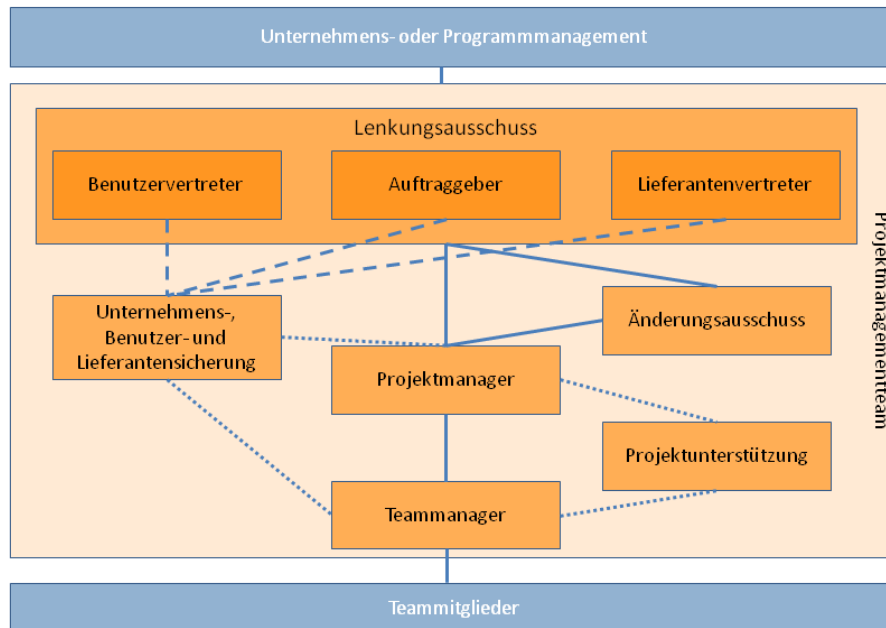 Unternehmens- oder Programmmanagement
Lenkungsausschuss
Benutzervertreter
Auftraggeber
Lieferantenvertreter
Projektmanagementteam
Unternehmens-,
Benutzer- und
Lieferantensicherung
Änderungsausschuss
Projektmanager
Projektunterstützung
Teammanager
Teammitglieder